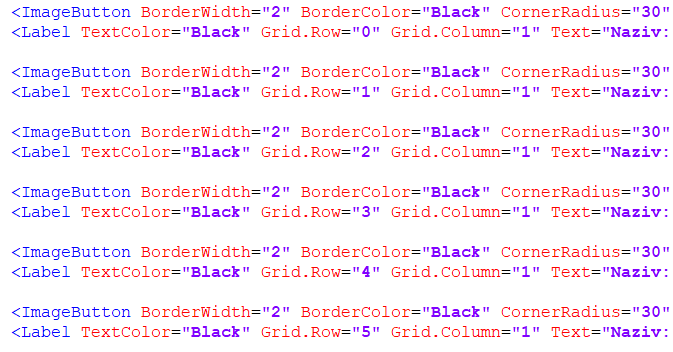 <ImageButton BorderWidth="2" BorderColor="Black" CornerRadius="30"
<Label TextColor="Black" Grid.Row="0" Grid.Column="1" Text="Naziv:
<ImageButton BorderWidth="2" BorderColor="Black" CornerRadius="30"
<Label TextColor="Black" Grid.Row="1" Grid.Column="1" Text="Naziv:
<ImageButton BorderWidth="2" BorderColor="Black" CornerRadius="30"
<Label TextColor="Black" Grid.Row="2" Grid.Column="1" Text="Naziv:
<ImageButton BorderWidth="2" BorderColor="Black" CornerRadius="30"
<Label TextColor="Black" Grid.Row="3" Grid.Column="1" Text="Naziv:
<ImageButton BorderWidth="2" BorderColor="Black" CornerRadius="30"
<Label TextColor="Black" Grid.Row="4" Grid.Column="1" Text="Naziv:
<ImageButton BorderWidth="2" BorderColor="Black" CornerRadius="30"
<Label TextColor="Black" Grid.Row="5" Grid.Column="1" Text="Naziv: